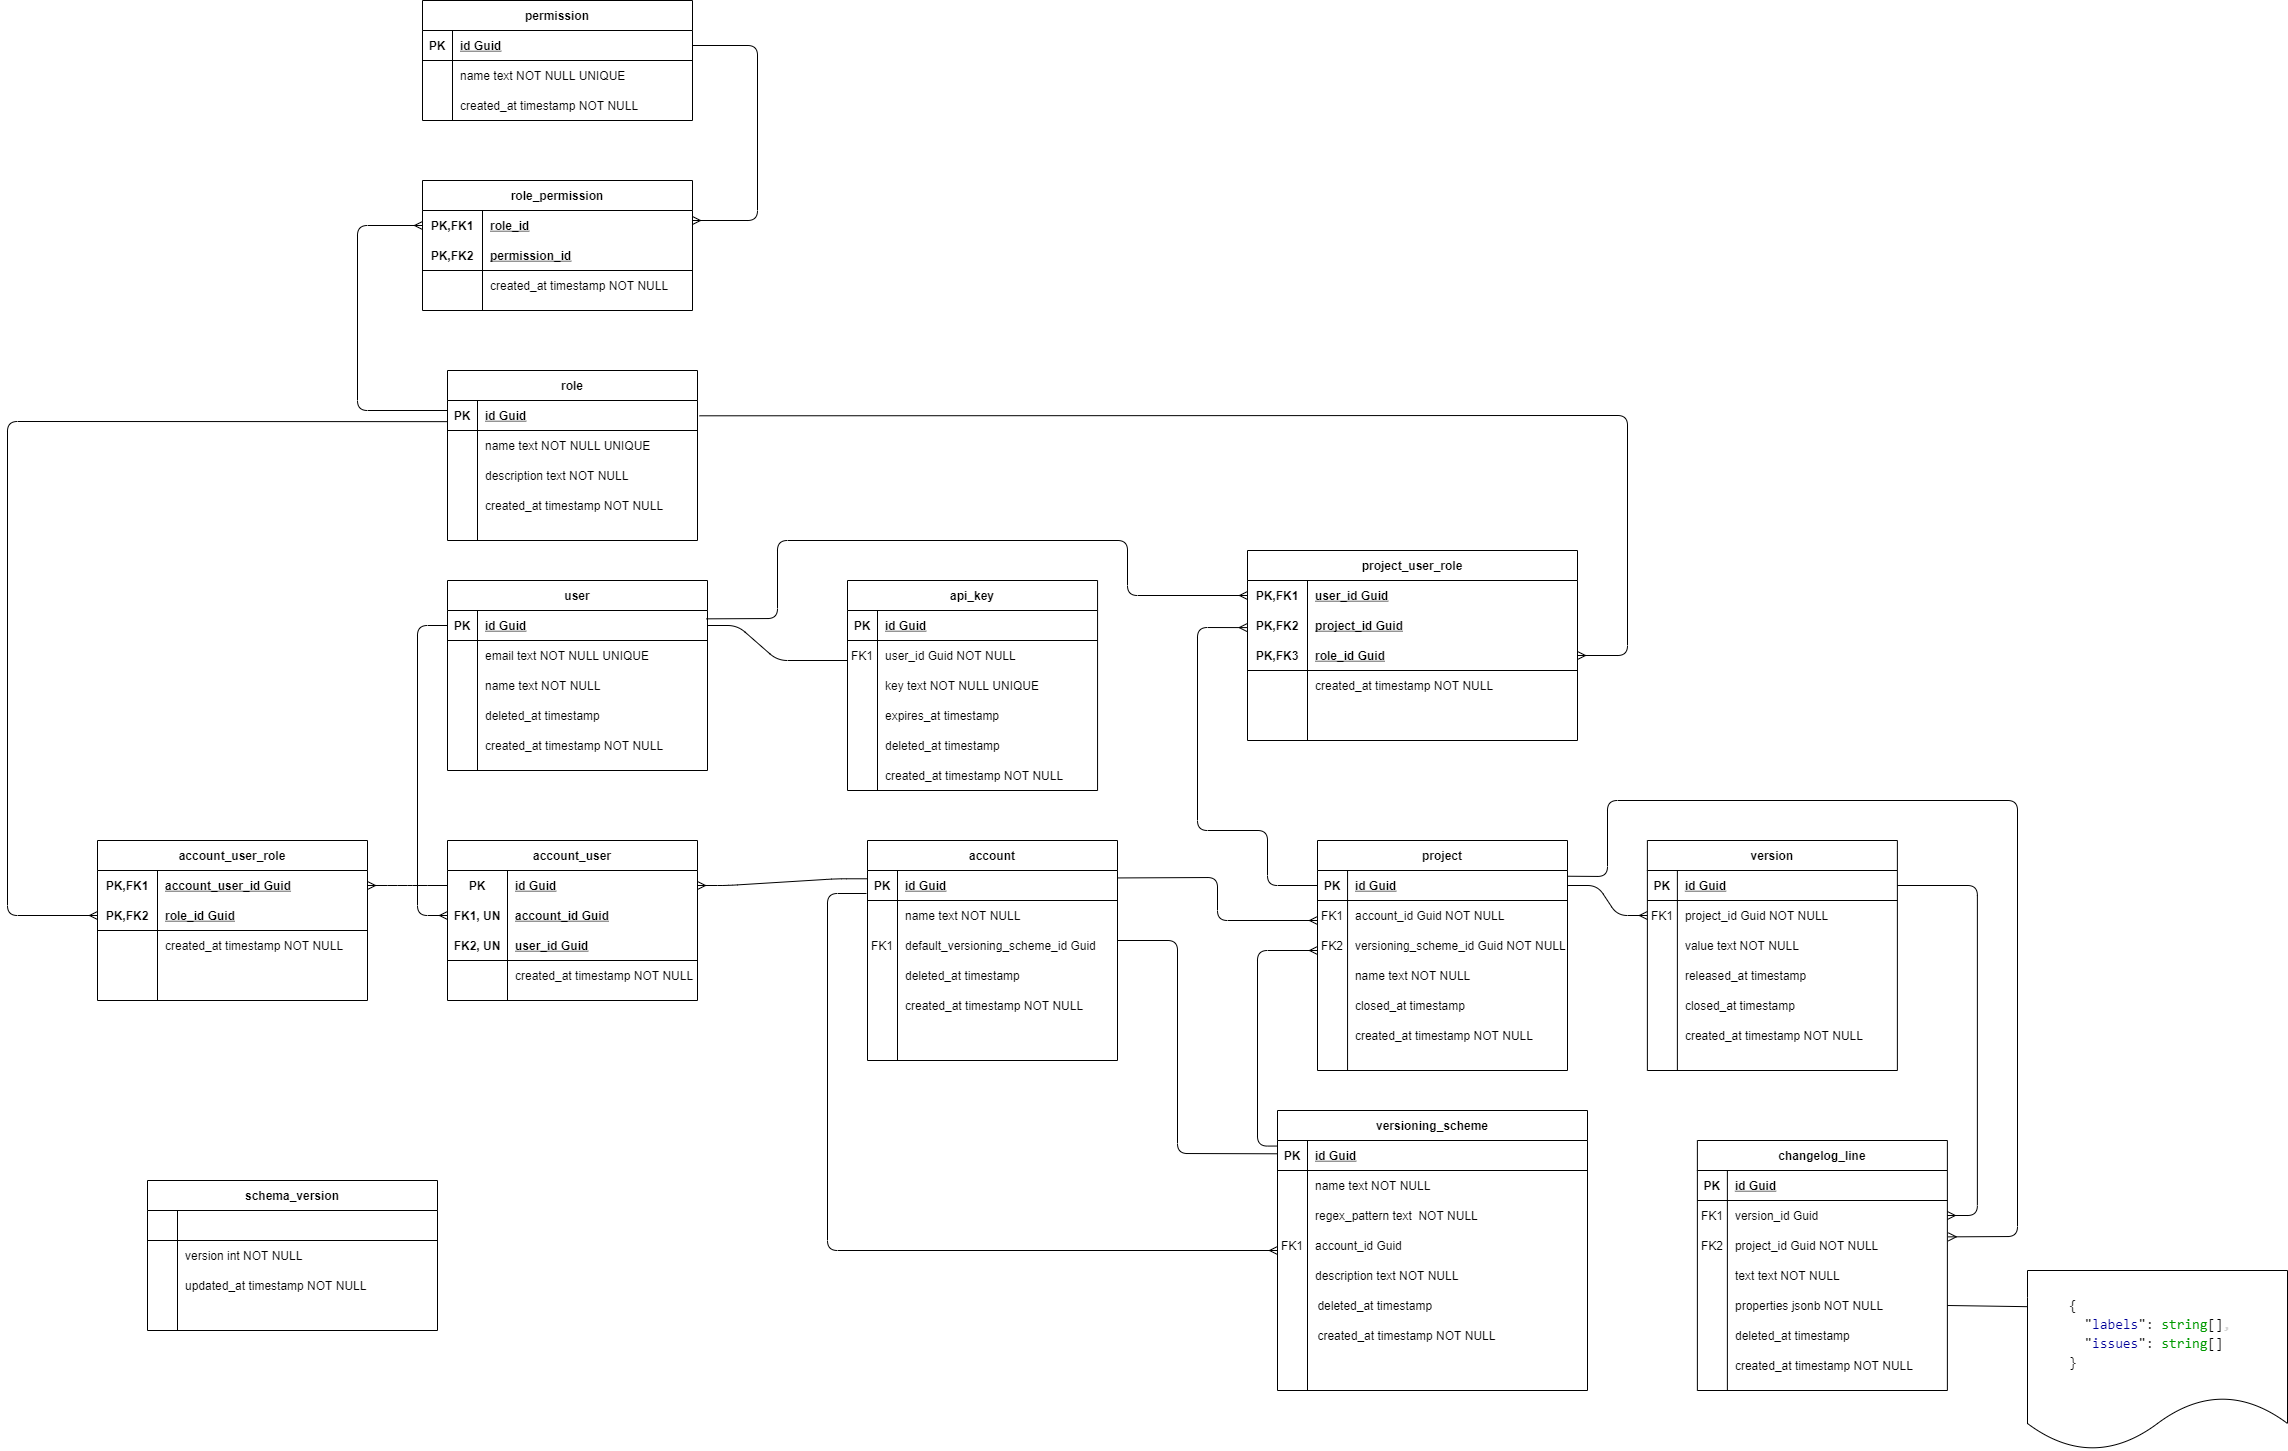 permission
PK id Guid
name text NOT NULL UNIQUE
created_at timestamp NOT NULL
role_permission
PK,FK1 role_id
PK,FK2 permission_id
created_at timestamp NOT NULL
role
PK id Guid
name text NOT NULL UNIQUE
description text NOT NULL
created_at timestamp NOT NULL
user
PK id Guid
email text NOT NULL UNIQUE
name text NOT NULL
deleted_at timestamp
created_at timestamp NOT NULL
api_key
PK id Guid
FK1 user_id Guid NOT NULL
key text NOT NULL UNIQUE
expires_at timestamp
deleted_at timestamp
created_at timestamp NOT NULL
project_user_role
PK,FK1 user_id Guid
PK,FK2 project_id Guid
PK,FK3 role_id Guid
created_at timestamp NOT NULL
account_user_role
PK,FK1 account_user_id Guid
PK,FK2 role_id Guid
created_at timestamp NOT NULL
account_user
PK id Guid
FK1, UN account_id Guid
FK2, UN user_id Guid
created_at timestamp NOT NULL
account
PK id Guid
name text NOT NULL
FK1 default_versioning_scheme_id Guid
deleted_at timestamp
created_at timestamp NOT NULL
project
PK id Guid
FK1 account_id Guid NOT NULL
FK2 versioning_scheme_id Guid NOT NULL
name text NOT NULL
closed_at timestamp
created_at timestamp NOT NULL
version
PK id Guid
FK1 project_id Guid NOT NULL
value text NOT NULL
released_at timestamp
closed_at timestamp
created_at timestamp NOT NULL
schema_version
version int NOT NULL
updated_at timestamp NOT NULL
versioning_scheme
PK id Guid
name text NOT NULL
regex_pattern text NOT NULL
FK1 account_id Guid
description text NOT NULL
deleted_at timestamp
created_at timestamp NOT NULL
changelog_line
PK id Guid
FK1 version_id Guid
FK2 project_id Guid NOT NULL
text text NOT NULL
properties jsonb NOT NULL
deleted_at timestamp
created_at timestamp NOT NULL
{
"labels": string[],
"issues": string[]
}